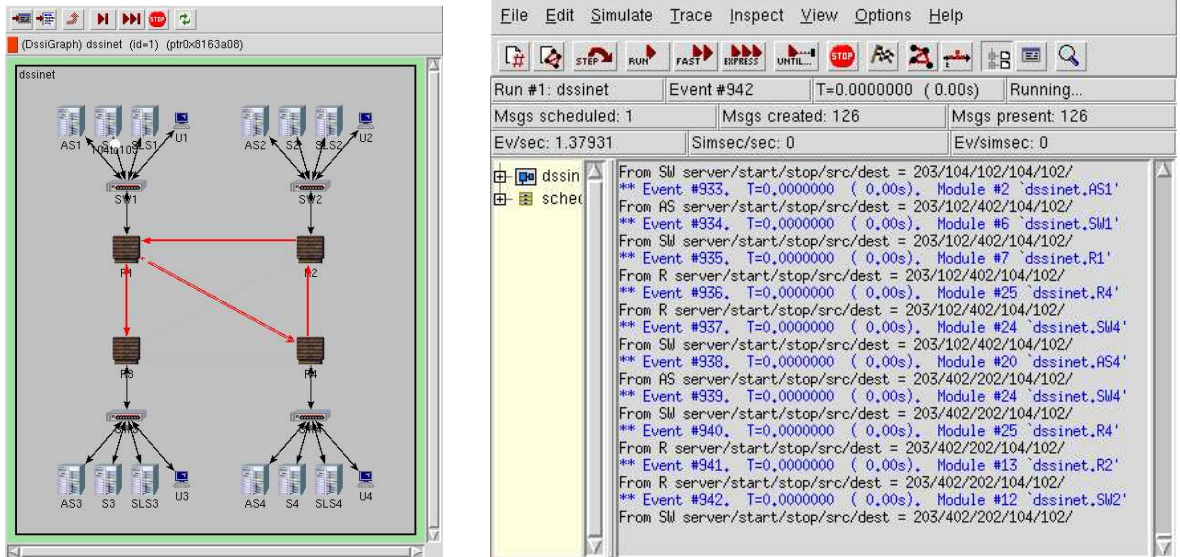 STOP
(DssiGraph) dssinet (id=1) (ptr0x8163a08)
dssinet
AS1 SLS1 U1
AS2 S2 SLS2 U2
104to103
SW1 SW2
AS3 S3 SLS3 U3
AS4 S4 SLS4 U4
File Edit Simulate Trace Inspect View Options Help
STEP RUN FAST EXPRESS UNTIL... STOP
Run #1: dssinet Event #942 T=0.0000000 ( 0.00s) Running...
Msgs scheduled: 1 Msgs created: 126 Msgs present: 126
Ev/sec: 1.37931 Simsec/sec: 0 Ev/simsec: 0
dssin
sched
From SW server/start/stop/src/dest = 203/104/102/104/102/
** Event #933. T=0.0000000 ( 0.00s). Module #2 `dssinet.AS1'
From AS server/start/stop/src/dest = 203/102/402/104/102/
** Event #934. T=0.0000000 ( 0.00s). Module #6 `dssinet.SW1'
From SW server/start/stop/src/dest = 203/102/402/104/102/
** Event #935. T=0.0000000 ( 0.00s). Module #7 `dssinet.R1'
From R server/start/stop/src/dest = 203/102/402/104/102/
** Event #936. T=0.0000000 ( 0.00s). Module #25 `dssinet.R4'
From R server/start/stop/src/dest = 203/102/402/104/102/
** Event #937. T=0.0000000 ( 0.00s). Module #24 `dssinet.SW4'
From SW server/start/stop/src/dest = 203/102/402/104/102/
** Event #938. T=0.0000000 ( 0.00s). Module #20 `dssinet.AS4'
From AS server/start/stop/src/dest = 203/402/202/104/102/
** Event #939. T=0.0000000 ( 0.00s). Module #24 `dssinet.SW4'
From SW server/start/stop/src/dest = 203/402/202/104/102/
** Event #940. T=0.0000000 ( 0.00s). Module #25 `dssinet.R4'
From R server/start/stop/src/dest = 203/402/202/104/102/
** Event #941. T=0.0000000 ( 0.00s). Module #13 `dssinet.R2'
From R server/start/stop/src/dest = 203/402/202/104/102/
** Event #942. T=0.0000000 ( 0.00s). Module #12 `dssinet.SW2'
From SW server/start/stop/src/dest = 203/402/202/104/102/